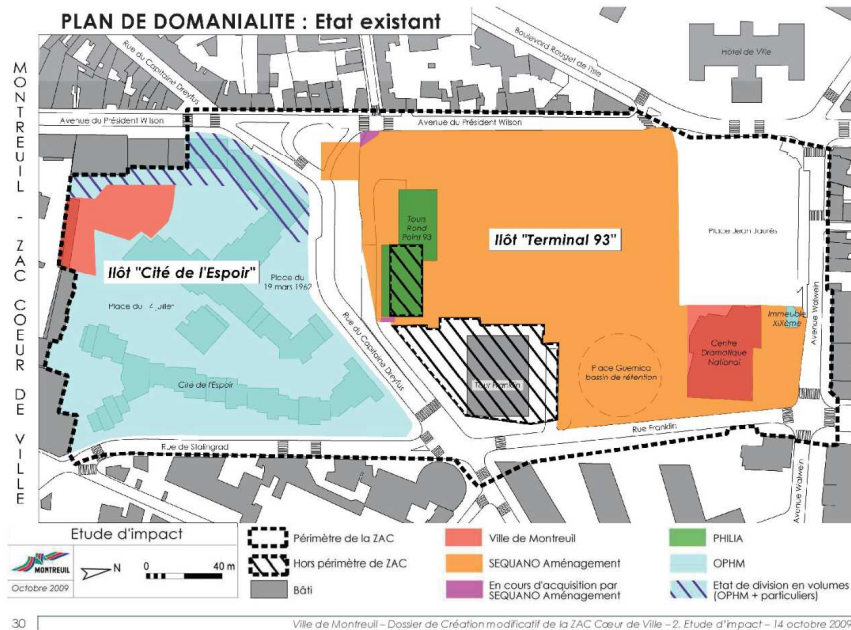 PLAN DE DOMANIALITE : Etat existant
MONTREUIL - ZAC COEUR DE VILLE
Rue du Capitaine Dreyfus
Boulevard Rouget de l'Isle
Hôtel de Ville
Avenue du Président Wilson
Avenue du Président Wilson
Tours
Rond
Point 93
Ilôt "Terminal 93"
Place Jean Jaurès
Ilôt "Cité de l'Espoir"
Place du
19 mars 1962
Place du 14 juillet
Rue du Capitaine Dreyfus
Avenue Walwein
Immeuble
XIXème
Centre
Dramatique
National
Place Guernica
bassin de rétention
Tour Franklin
Cité de l'Espoir
Rue Franklin
Rue de Stalingrad
Avenue Walwein
Etude d'impact
MONTREUIL
Octobre 2009
N
0 40 m
Périmètre de la ZAC
Hors périmètre de ZAC
Bâti
Ville de Montreuil
SEQUANO Aménagement
En cours d'acquisition par
SEQUANO Aménagement
PHILIA
OPHM
Etat de division en volumes
(OPHM + particuliers)
30
Ville de Montreuil – Dossier de Création modificatif de la ZAC Cœur de Ville – 2. Etude d'impact – 14 octobre 2009